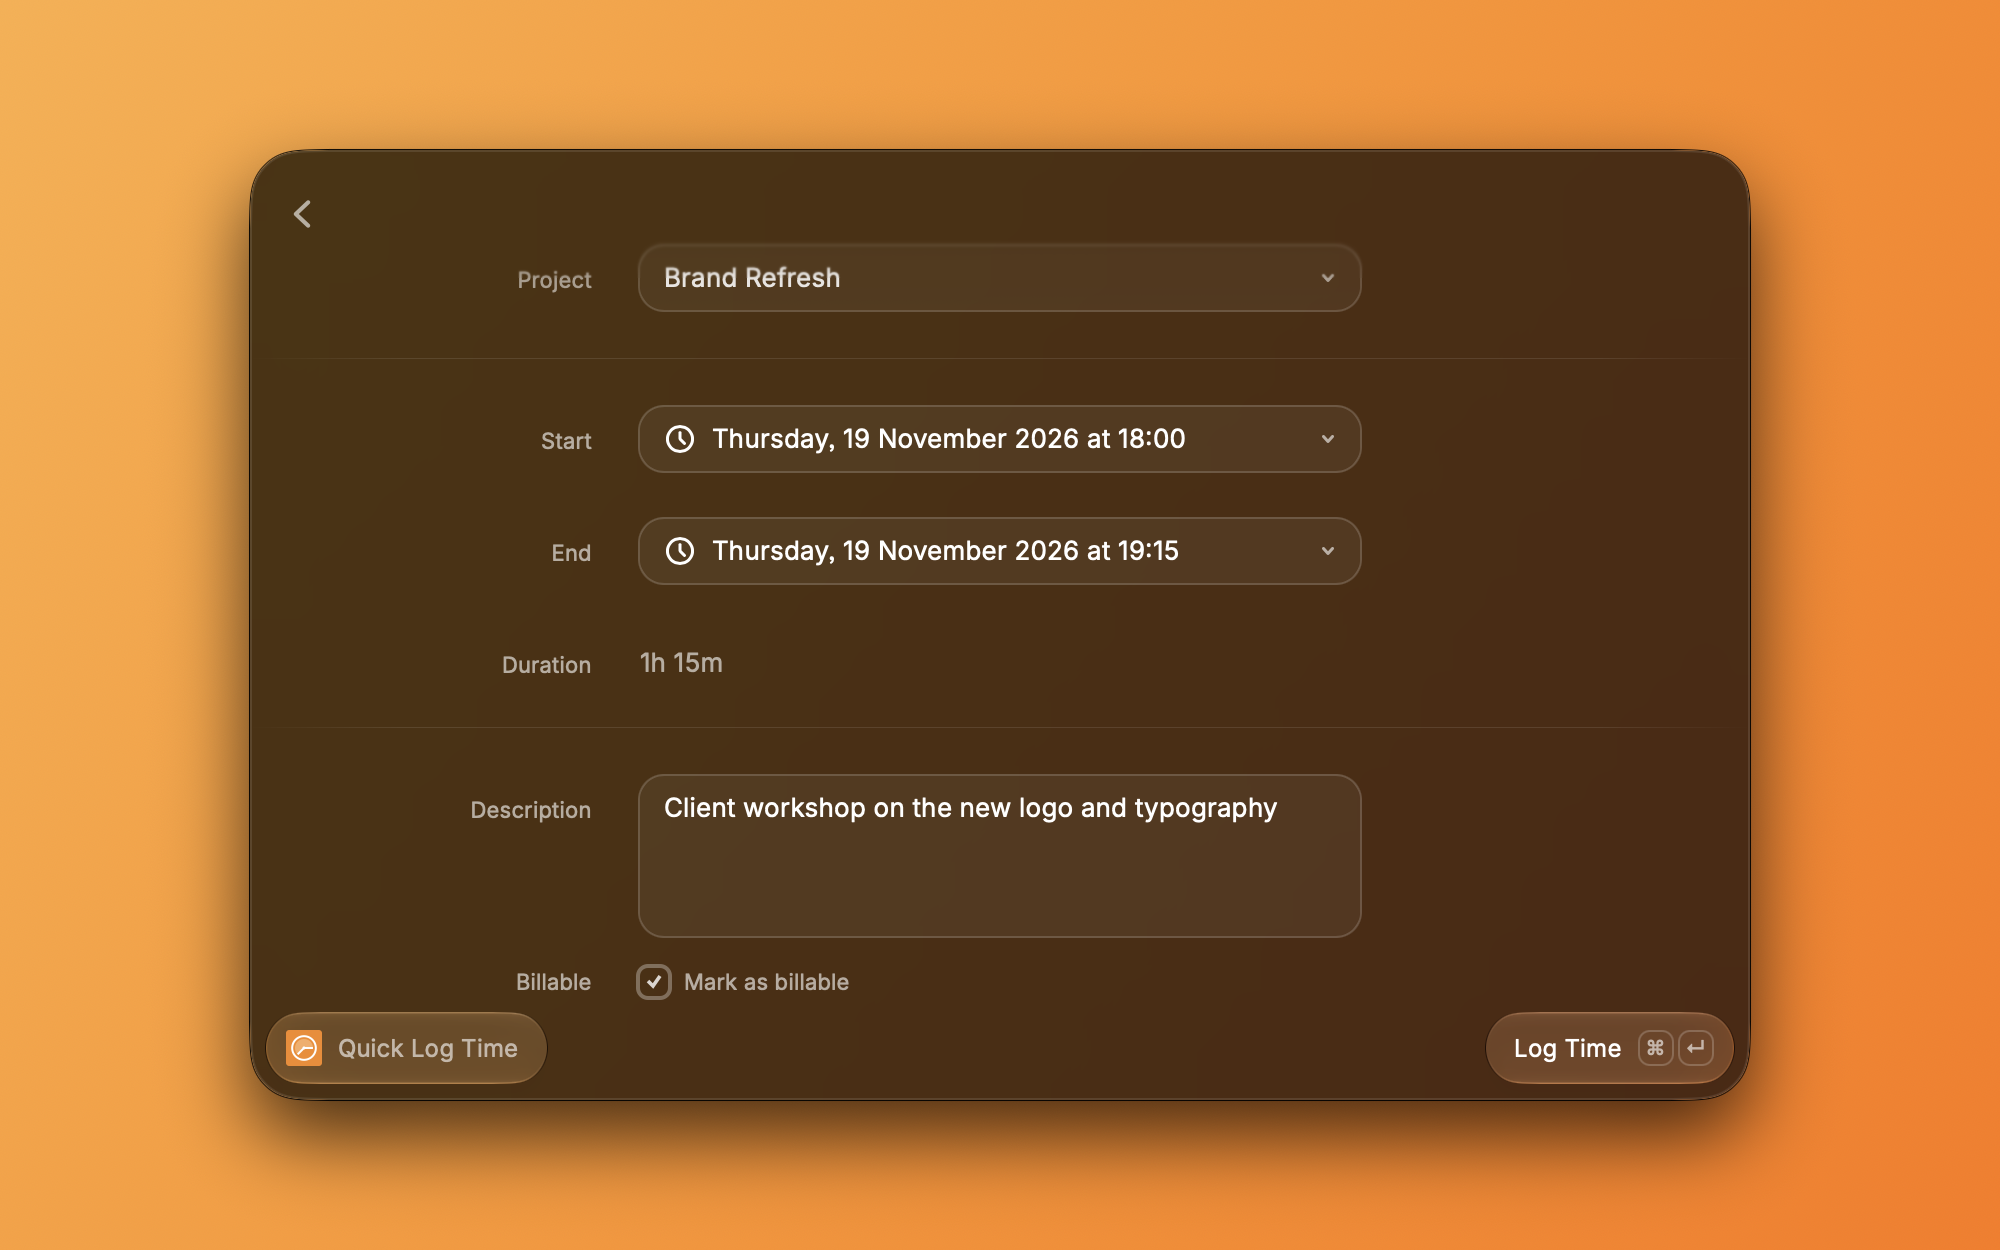 Project Brand Refresh
Start Thursday, 19 November 2026 at 18:00
End Thursday, 19 November 2026 at 19:15
Duration 1h 15m
Description Client workshop on the new logo and typography
Billable Mark as billable
Quick Log Time
Log Time ⌘ ↵